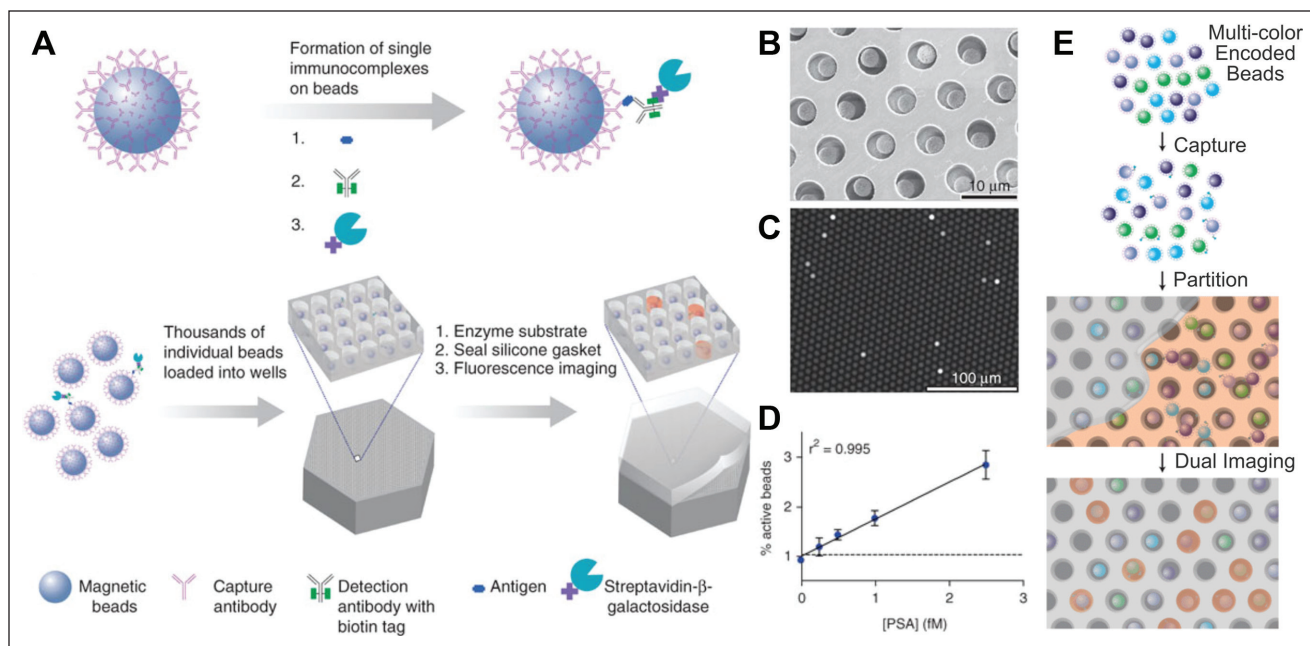 A
Formation of single
immunocomplexes
on beads
1.
2.
3.
Thousands of
individual beads
loaded into wells
1. Enzyme substrate
2. Seal silicone gasket
3. Fluorescence imaging
Magnetic
beads
Capture
antibody
Detection
antibody with
biotin tag
Antigen
Streptavidin-β-
galactosidase
B
10 μm
C
100 μm
D
r² = 0.995
% active beads
3
2
1
0
1
2
3
[PSA] (fM)
E
Multi-color
Encoded
Beads
Capture
Partition
Dual Imaging